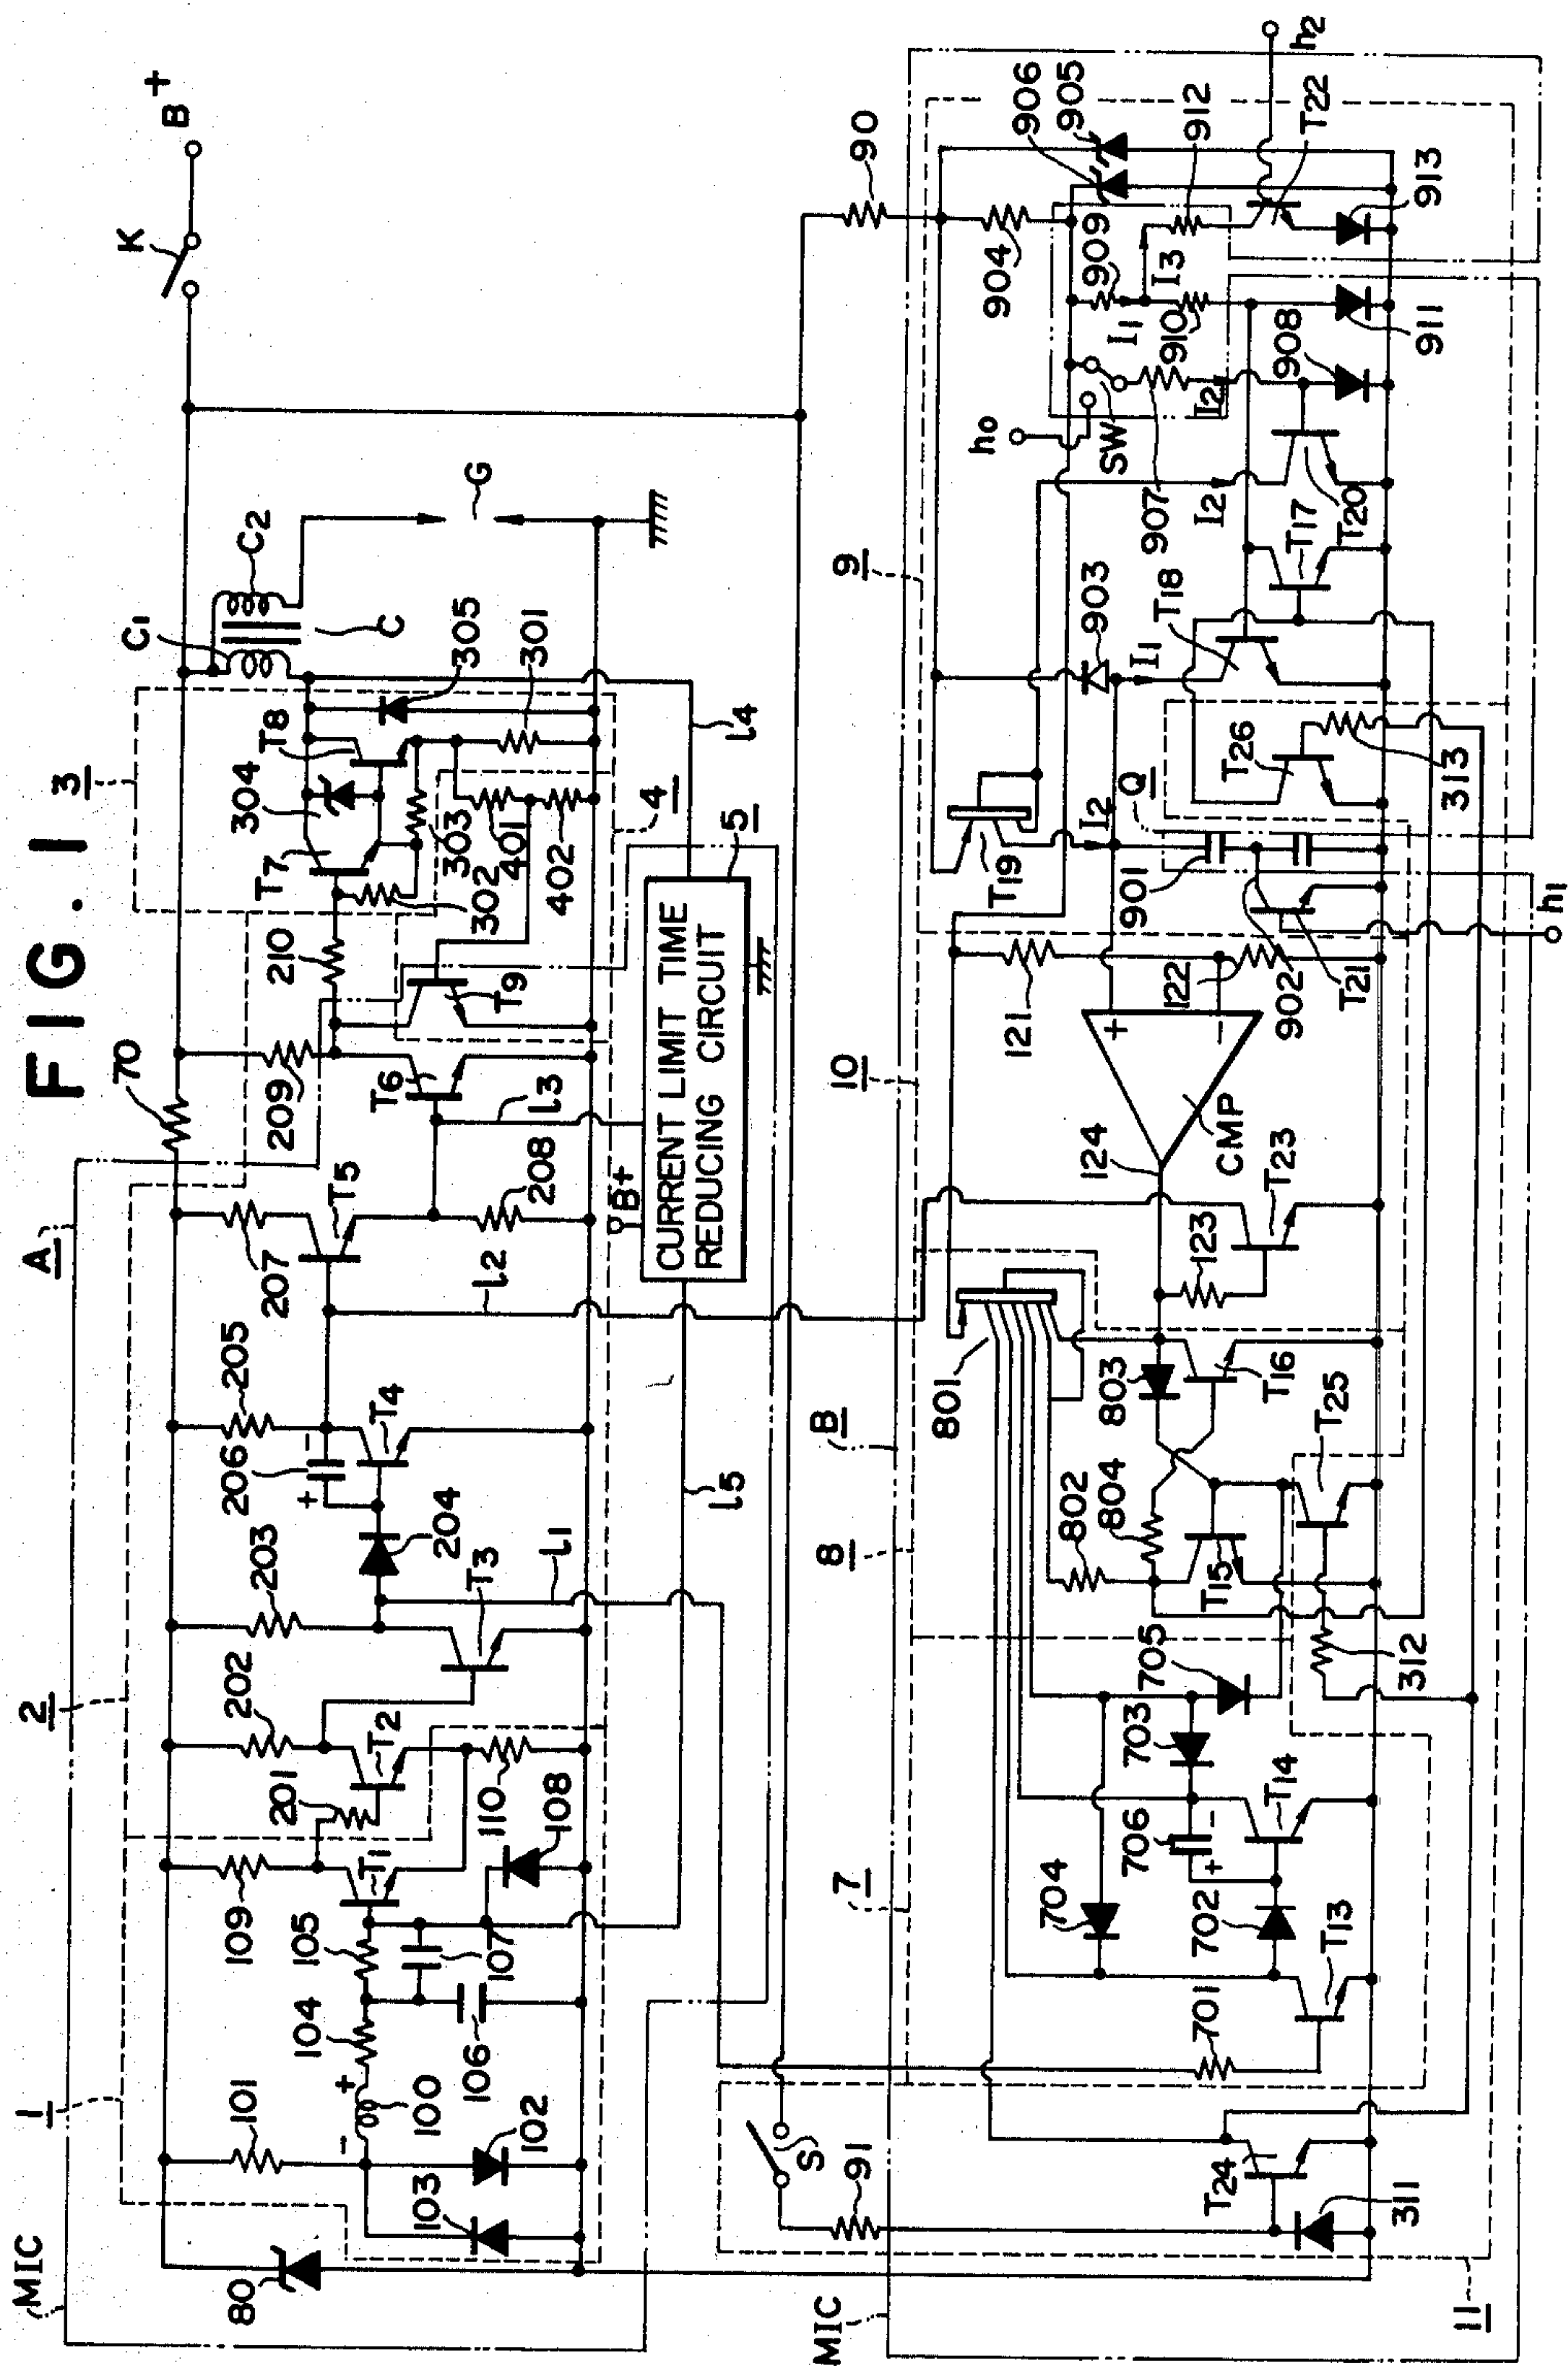 FIG. 1
MIC
A
K
B+
1
2
3
70
80
101
109
202
203
205
207
209
210
T7
304
T8
C1
C2
C
G
103
102
100
-
+
104
105
T1
201
T2
T3
204
206
+
-
T4
T5
T6
T9
302
303
401
402
301
305
4
106
107
108
110
208
l1
l2
l3
l4
l5
B+
CURRENT LIMIT TIME
REDUCING CIRCUIT
5
MIC
B
S
91
7
8
10
9
90
801
T19
903
904
906
905
h0
SW
907
I2
I1
909
910
I3
912
T22
h2
704
703
705
802
804
803
124
121
122
CMP
+
-
I2
I1
I2
901
Q
902
T21
T18
T17
T20
908
911
913
T24
311
701
T13
702
706
+
-
T14
312
T15
T25
T16
123
T23
T26
313
h1
11